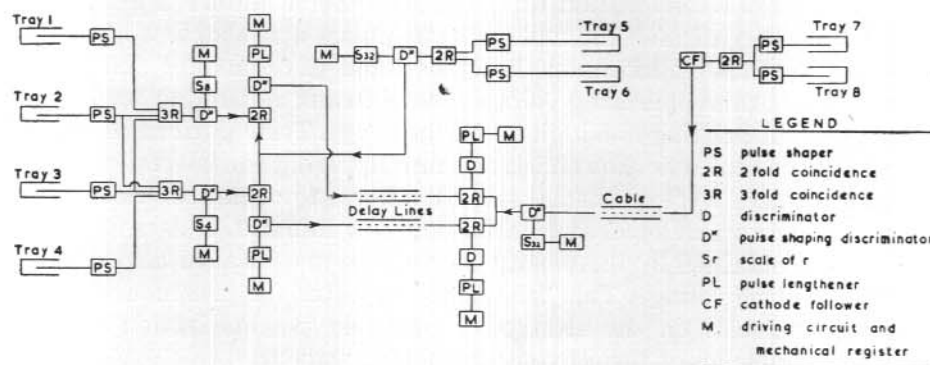 Tray 1
PS
M
PL
D*
M
S8
Tray 2
PS
3R
D*
2R
Tray 3
PS
3R
D*
2R
S4
D*
M
PL
M
Tray 4
PS
M
S32
D*
2R
PS
Tray 5
PS
Tray 6
CF
2R
PS
Tray 7
PS
Tray 8
PL
M
D
2R
Delay Lines
2R
D
PL
M
D*
S32
M
Cable
LEGEND
PS pulse shaper
2R 2 fold coincidence
3R 3 fold coincidence
D discriminator
D* pulse shaping discriminator
Sr scale of r
PL pulse lengthener
CF cathode follower
M driving circuit and
mechanical register